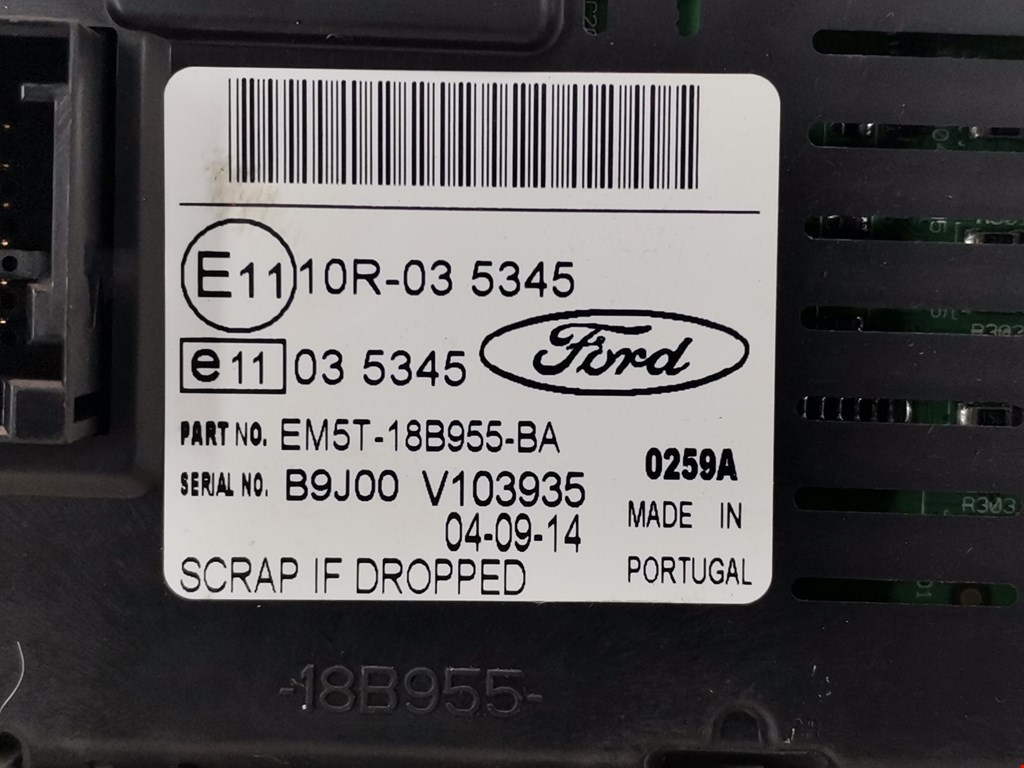 E11 10R-03 5345
e11 03 5345
Ford
PART NO. EM5T-18B955-BA
0259A
SERIAL NO. B9J00 V103935
04-09-14
MADE IN
PORTUGAL
SCRAP IF DROPPED
-18B955-
R303